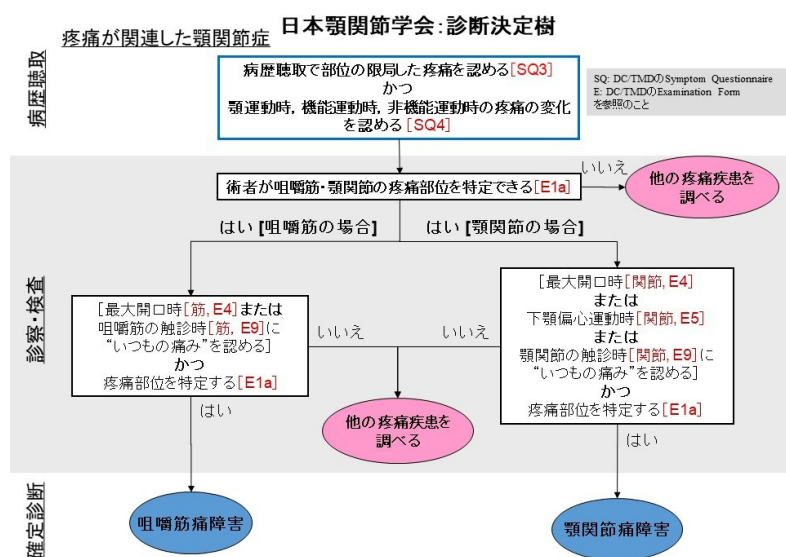 日本顎関節学会：診断決定樹
疼痛が関連した顎関節症
病歴聴取
病歴聴取で部位の限局した疼痛を認める[SQ3]
かつ
顎運動時，機能運動時，非機能運動時の疼痛の変化
を認める[SQ4]
SQ: DC/TMDのSymptom Questionnaire
E: DC/TMDのExamination Form
を参照のこと
診察・検査
術者が咀嚼筋・顎関節の疼痛部位を特定できる[E1a]
いいえ
他の疼痛疾患を
調べる
はい [咀嚼筋の場合]
はい [顎関節の場合]
[最大開口時[筋, E4]または
咀嚼筋の触診時[筋, E9]に
“いつもの痛み”を認める]
かつ
疼痛部位を特定する[E1a]
いいえ
いいえ
[最大開口時[関節, E4]
または
下顎偏心運動時[関節, E5]
または
顎関節の触診時[関節, E9]に
“いつもの痛み”を認める]
かつ
疼痛部位を特定する[E1a]
はい
他の疼痛疾患を
調べる
はい
確定診断
咀嚼筋痛障害
顎関節痛障害